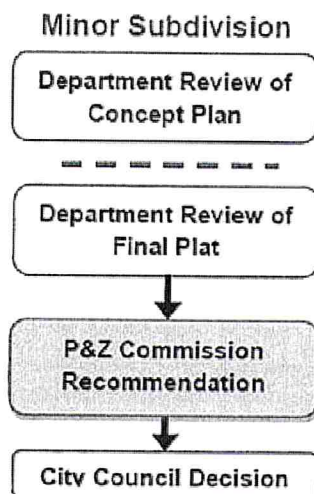 Minor Subdivision
Department Review of
Concept Plan
Department Review of
Final Plat
P&Z Commission
Recommendation
City Council Decision